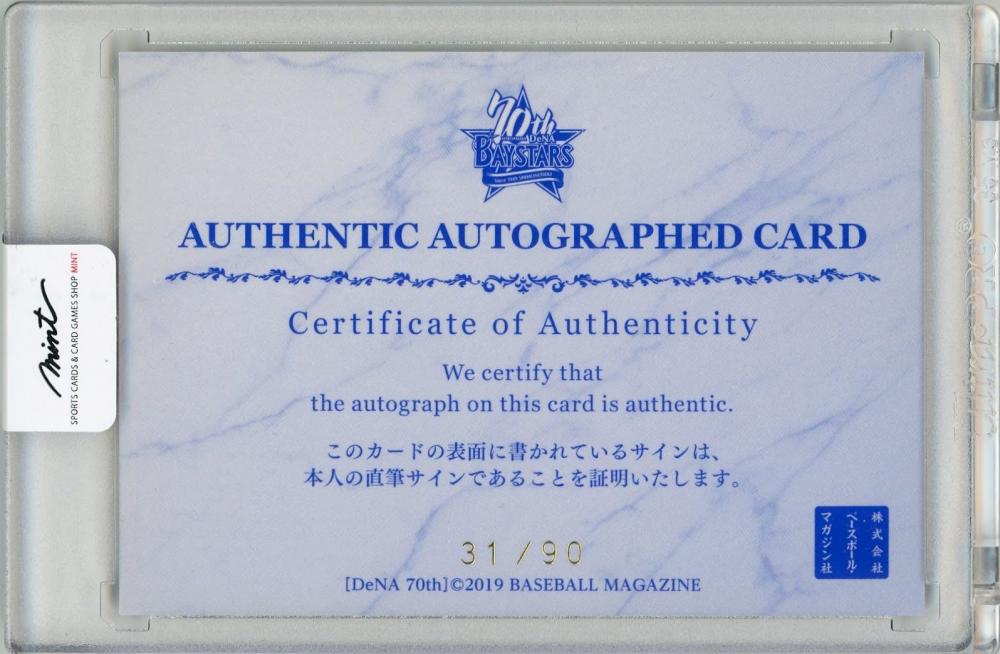 70th
DeNA
BAYSTARS
AUTHENTIC AUTOGRAPHED CARD
Certificate of Authenticity
We certify that
the autograph on this card is authentic.
このカードの表面に書かれているサインは、
本人の直筆サインであることを証明いたします。
31/90
[DeNA 70th]©2019 BASEBALL MAGAZINE
株式会社
ベースボール・
マガジン社
mint
SPORTS CARDS & CARD GAMES SHOP MINT